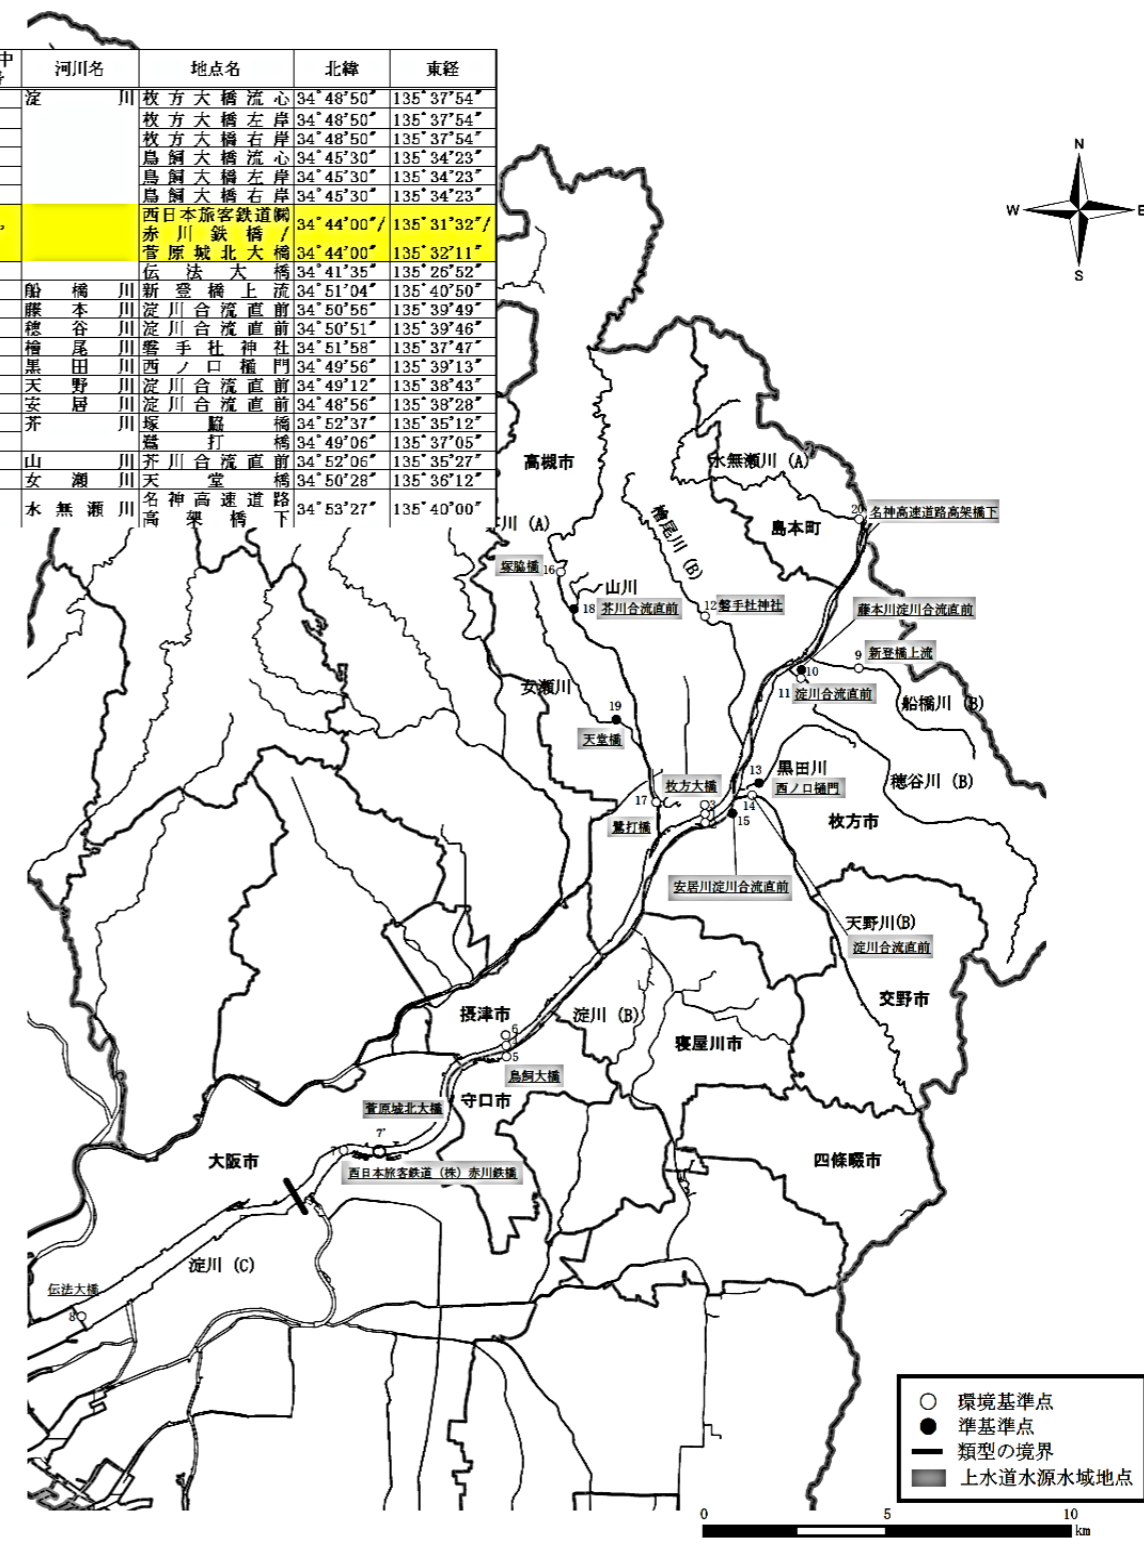 河川名 地点名 北緯 東経
淀川 枚方大橋流心 34°48'50" 135°37'54"
枚方大橋左岸 34°48'50" 135°37'54"
枚方大橋右岸 34°48'50" 135°37'54"
鳥飼大橋流心 34°45'30" 135°34'23"
鳥飼大橋左岸 34°45'30" 135°34'23"
鳥飼大橋右岸 34°45'30" 135°34'23"
西日本旅客鉄道㈱
赤川鉄橋/ 34°44'00"/ 135°31'32"/
菅原城北大橋 34°44'00" 135°32'11"
伝法大橋 34°41'35" 135°26'52"
船橋川 新登橋上流 34°51'04" 135°40'50"
藤本川 淀川合流直前 34°50'56" 135°39'49"
穂谷川 淀川合流直前 34°50'51" 135°39'46"
檜尾川 磐手杜神社 34°51'58" 135°37'47"
黒田川 西ノ口樋門 34°49'56" 135°39'13"
天野川 淀川合流直前 34°49'12" 135°38'43"
安居川 淀川合流直前 34°48'56" 135°38'28"
芥川 塚脇橋 34°52'37" 135°35'12"
鷺打橋 34°49'06" 135°37'05"
山川 芥川合流直前 34°52'06" 135°35'27"
女瀬川 天堂橋 34°50'28" 135°36'12"
水無瀬川 名神高速道路
高架橋下 34°53'27" 135°40'00"
N
W
E
S
高槻市
水無瀬川(A)
20
名神高速道路高架橋下
島本町
川(A)
檜尾川(B)
塚脇橋
16
山川
18
芥川合流直前
12
磐手杜神社
藤本川淀川合流直前
9
新登橋上流
10
11
淀川合流直前
船橋川(B)
女瀬川
19
天堂橋
13
黒田川
穂谷川(B)
枚方大橋
西ノ口樋門
14
17
3
15
枚方市
鷺打橋
安居川淀川合流直前
天野川(B)
淀川合流直前
交野市
摂津市
淀川(B)
6
4
5
寝屋川市
鳥飼大橋
守口市
菅原城北大橋
7'
7
大阪市
西日本旅客鉄道(株)赤川鉄橋
四條畷市
淀川(C)
伝法大橋
8
環境基準点
準基準点
類型の境界
上水道水源水域地点
0
5
10
km